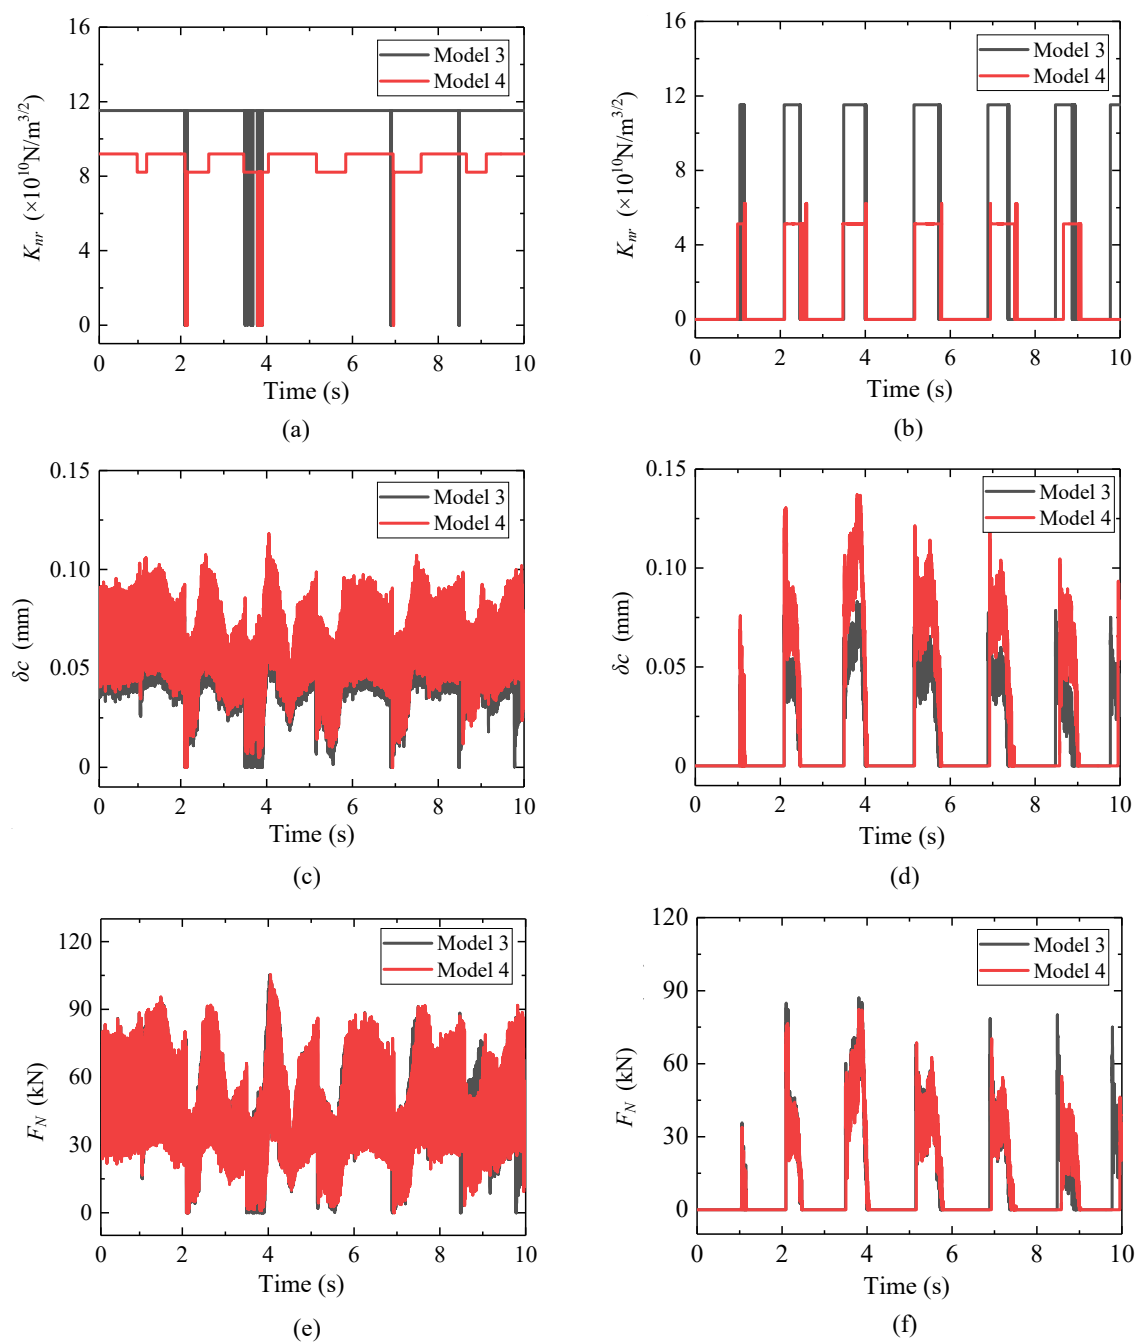 16
12
8
4
0
K_nr (×10^10 N/m^3/2)
Model 3
Model 4
0 2 4 6 8 10
Time (s)
(a)
16
12
8
4
0
K_nr (×10^10 N/m^3/2)
Model 3
Model 4
0 2 4 6 8 10
Time (s)
(b)
0.15
0.10
0.05
0
δc (mm)
Model 3
Model 4
0 2 4 6 8 10
Time (s)
(c)
0.15
0.10
0.05
0
δc (mm)
Model 3
Model 4
0 2 4 6 8 10
Time (s)
(d)
120
90
60
30
0
F_N (kN)
Model 3
Model 4
0 2 4 6 8 10
Time (s)
(e)
120
90
60
30
0
F_N (kN)
Model 3
Model 4
0 2 4 6 8 10
Time (s)
(f)